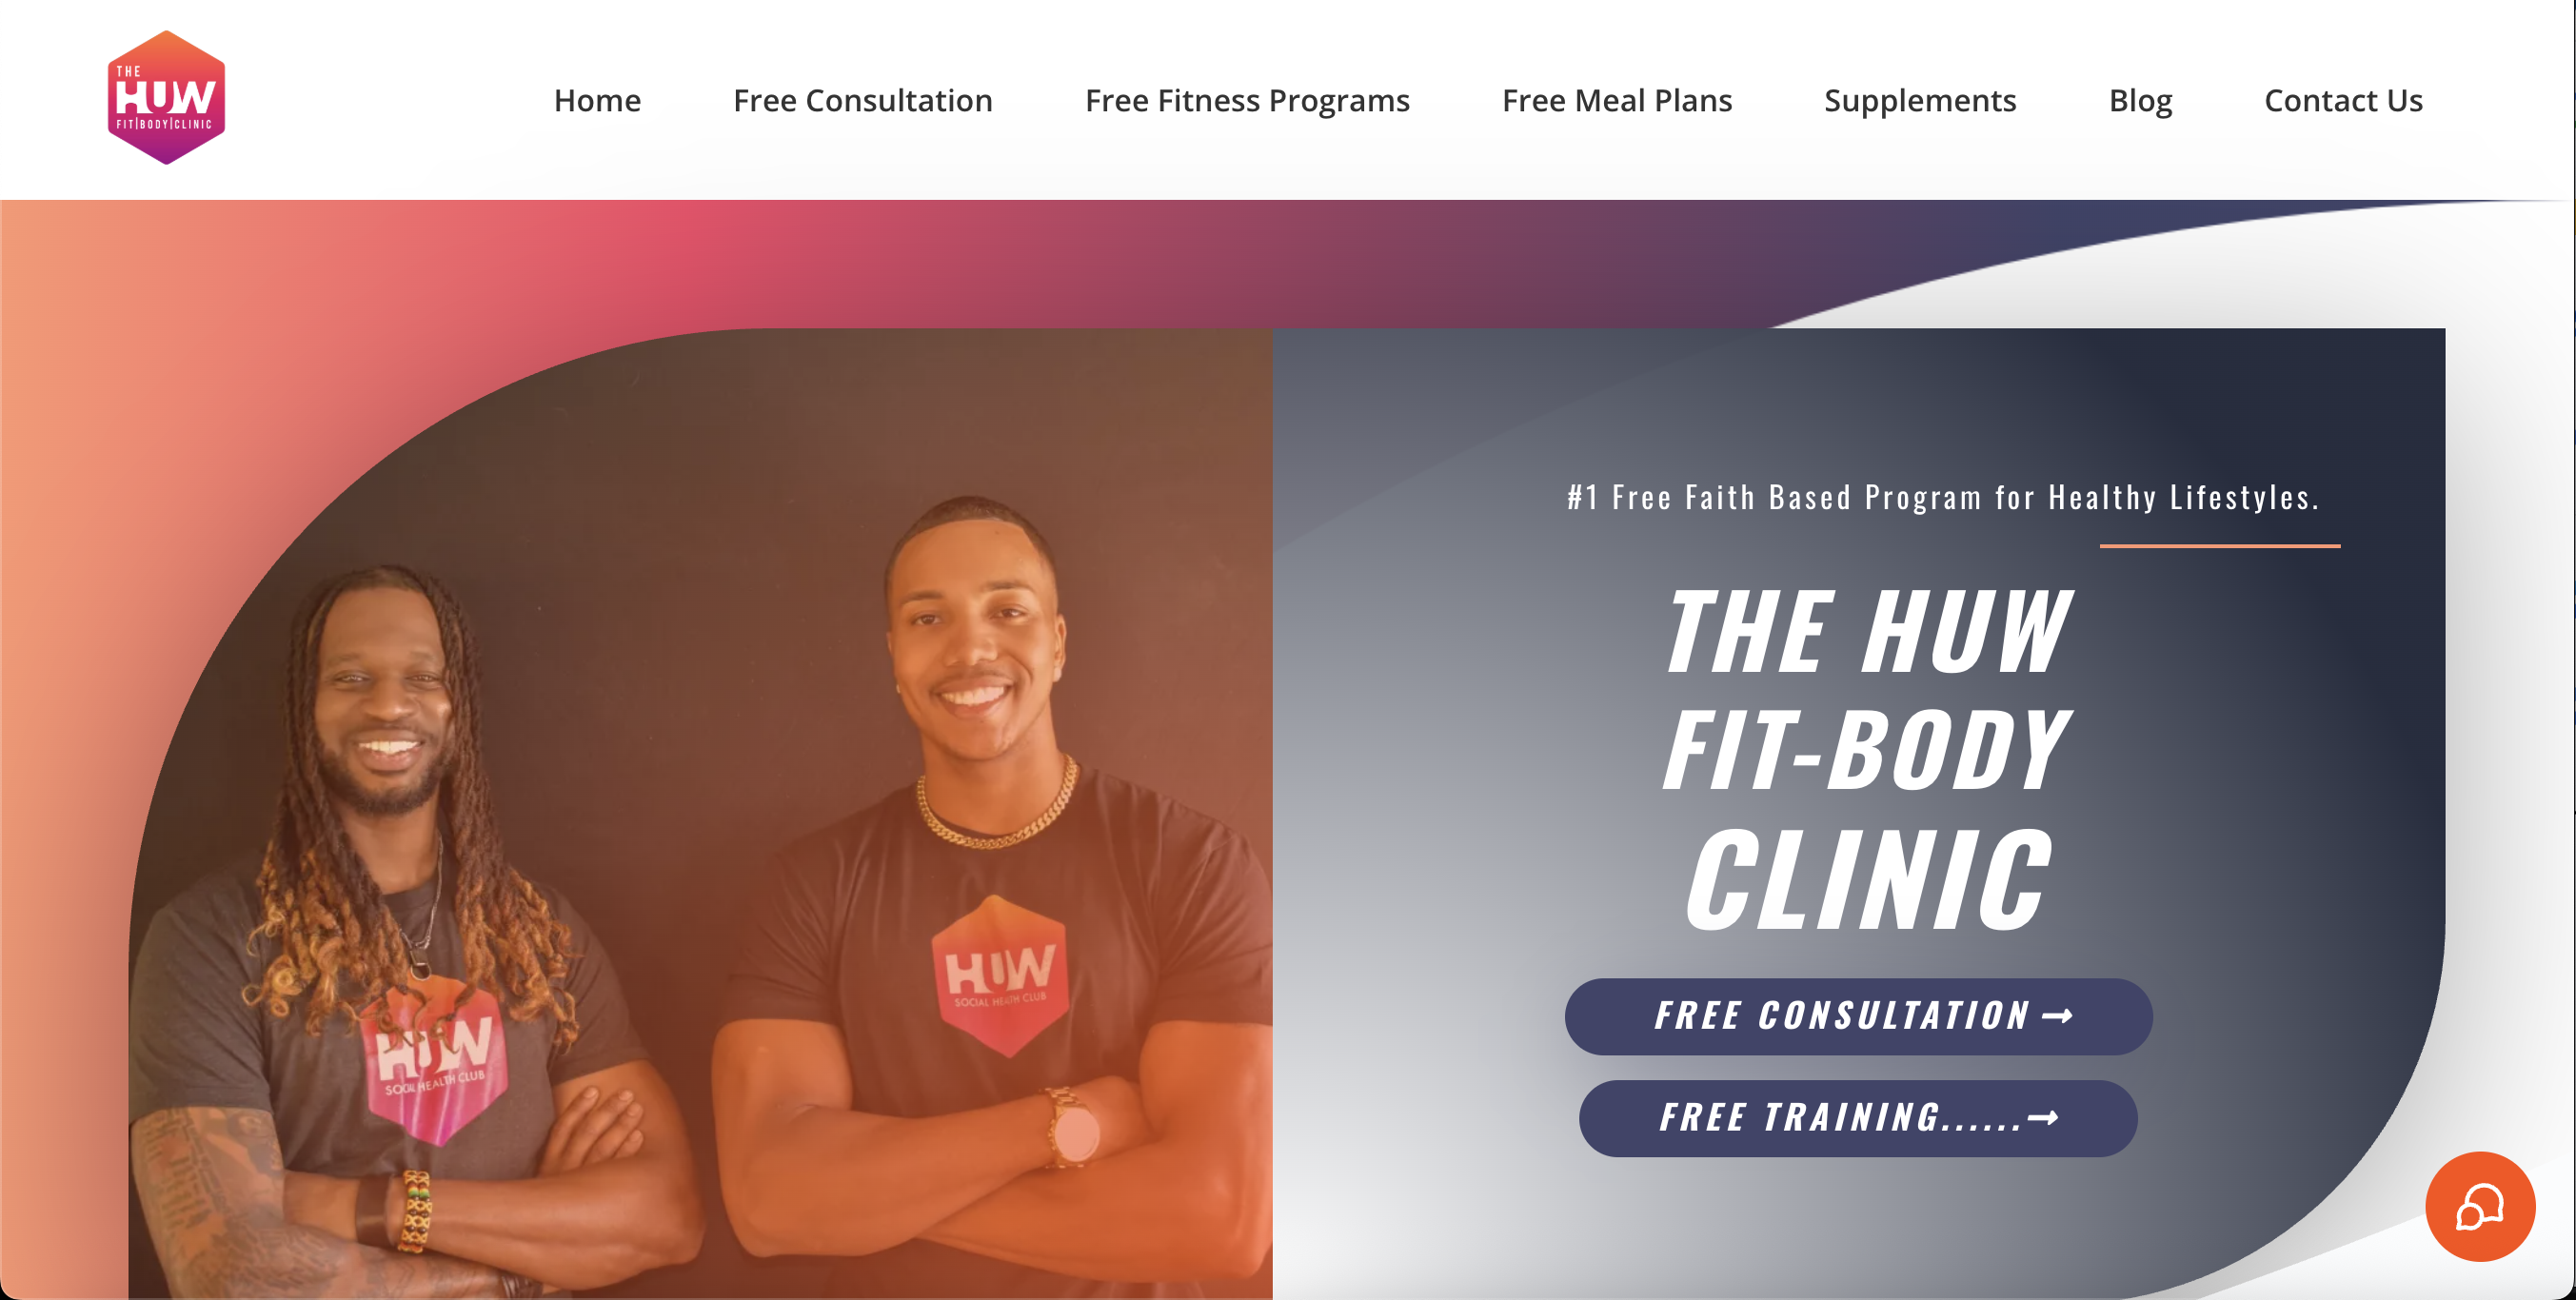 THE
HUW
FIT|BODY|CLINIC
Home
Free Consultation
Free Fitness Programs
Free Meal Plans
Supplements
Blog
Contact Us
#1 Free Faith Based Program for Healthy Lifestyles.
THE HUW
FIT-BODY
CLINIC
FREE CONSULTATION →
FREE TRAINING......→
HUW
SOCIAL HEALTH CLUB
HUW
SOCIAL HEALTH CLUB